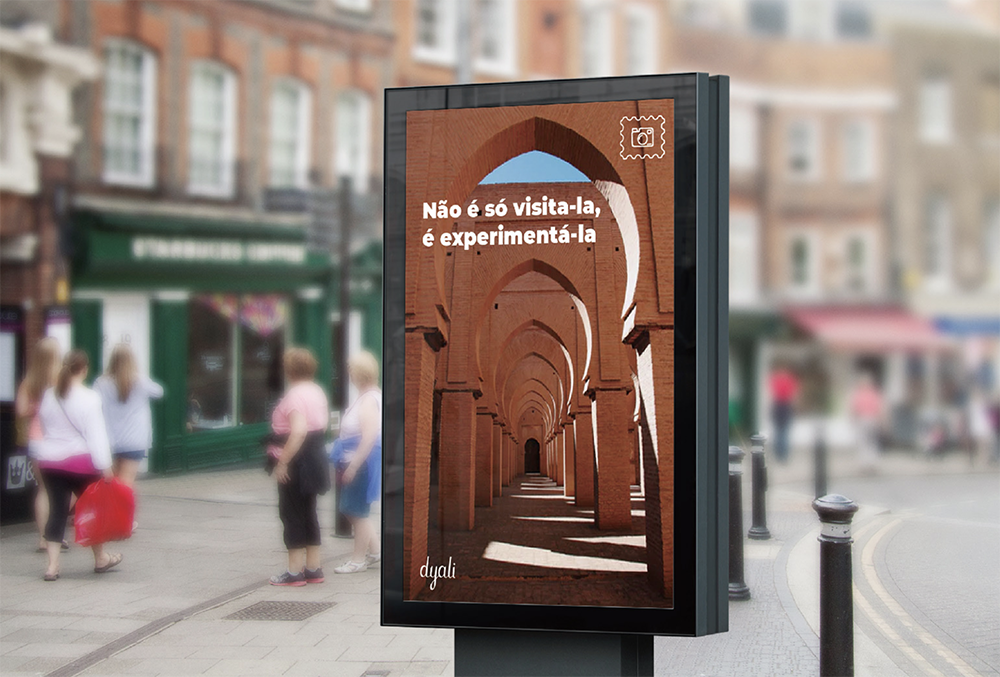 STARBUCKS COFFEE
Não é só visita-la,
é experimentá-la
dyali